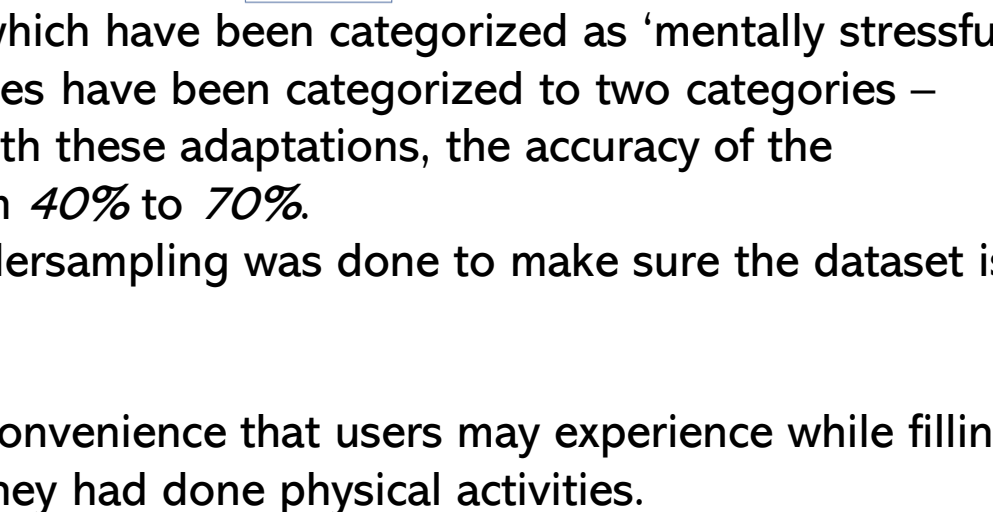 which have been categorized as ‘mentally stressfu
es have been categorized to two categories –
th these adaptations, the accuracy of the
40% to 70%.
dersampling was done to make sure the dataset is
onvenience that users may experience while fillin
hey had done physical activities.